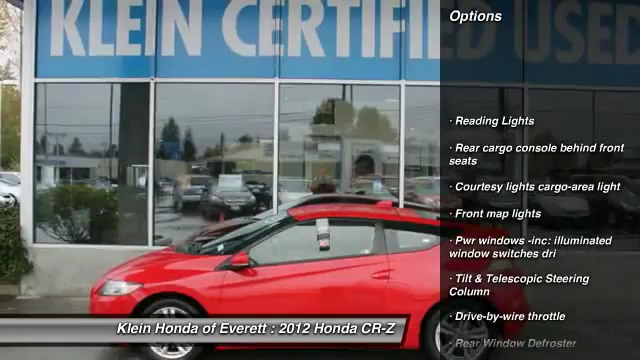 KLEIN CERTIFIED USED
Options
· Reading Lights
· Rear cargo console behind front
seats
· Courtesy lights cargo-area light
· Front map lights
· Pwr windows -inc: illuminated
window switches dri
· Tilt & Telescopic Steering
Column
· Drive-by-wire throttle
· Rear Window Defroster
Klein Honda of Everett : 2012 Honda CR-Z